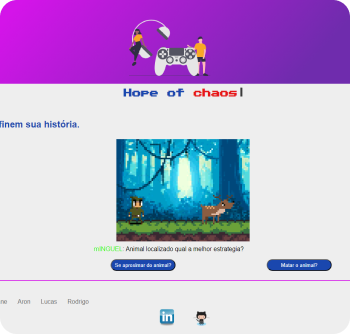 Hope of chaos
finem sua história.
mINGUEL: Animal localizado qual a melhor estrategia?
Se aproximar do animal?
Matar o animal?
ne Aron Lucas Rodrigo
in